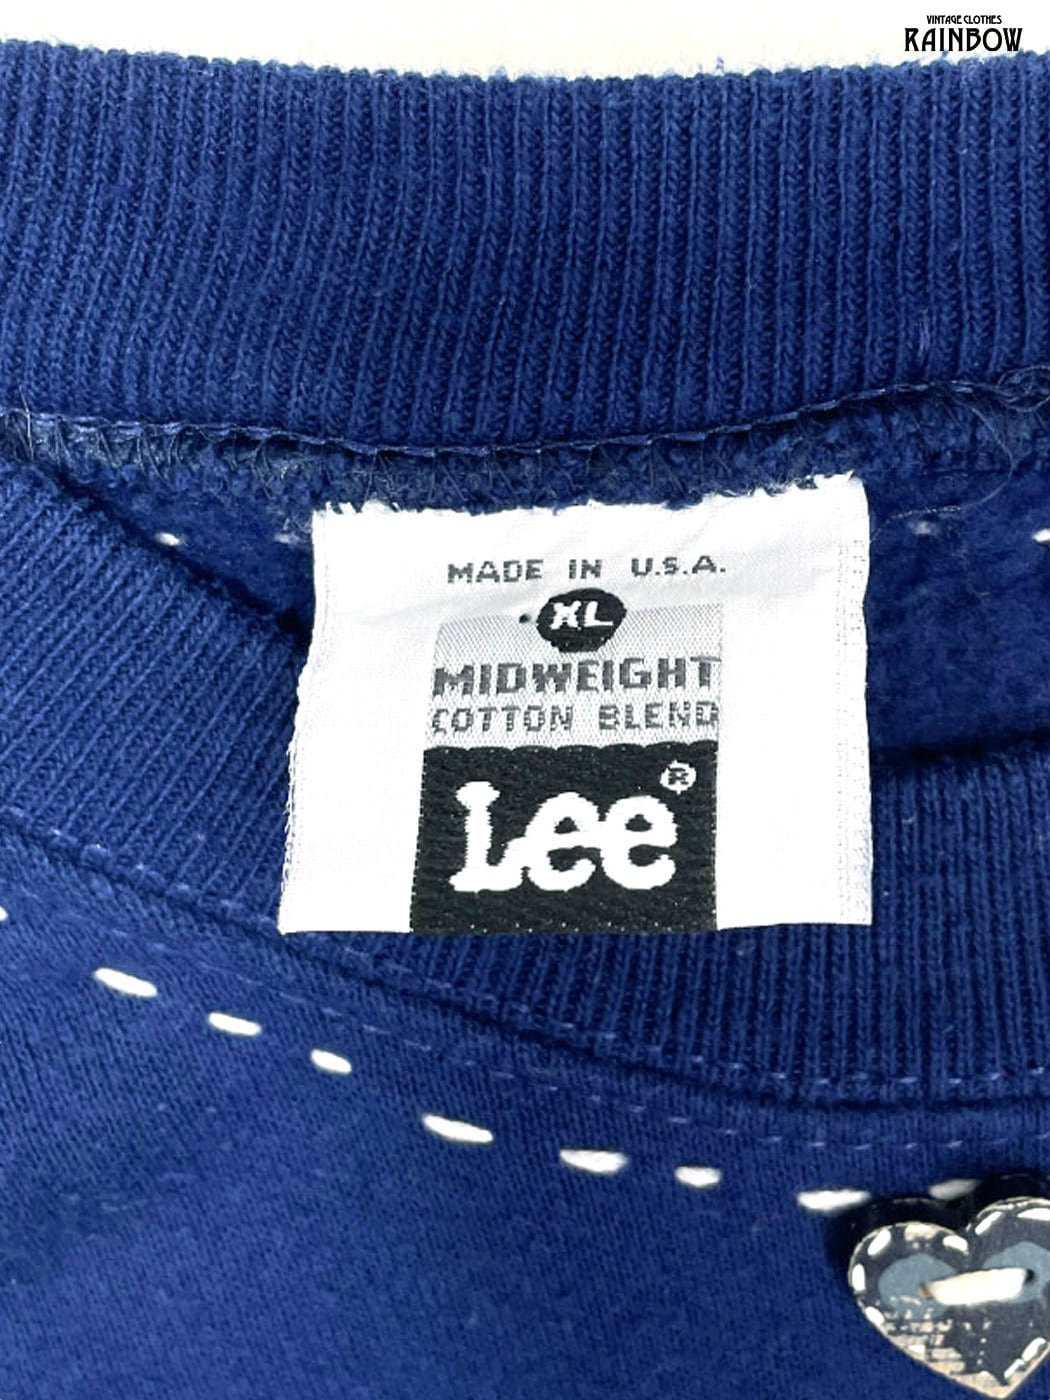 VINTAGE CLOTHES
RAINBOW
MADE IN U.S.A.
XL
MIDWEIGHT
COTTON BLEND
Lee®